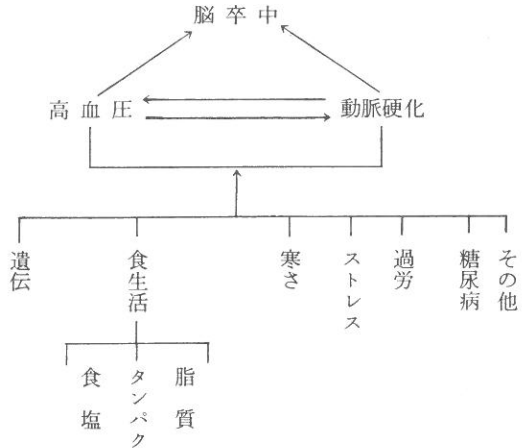 脳卒中
高血圧
動脈硬化
遺伝
食生活
寒さ
ストレス
過労
糖尿病
その他
食塩
タンパク
脂質